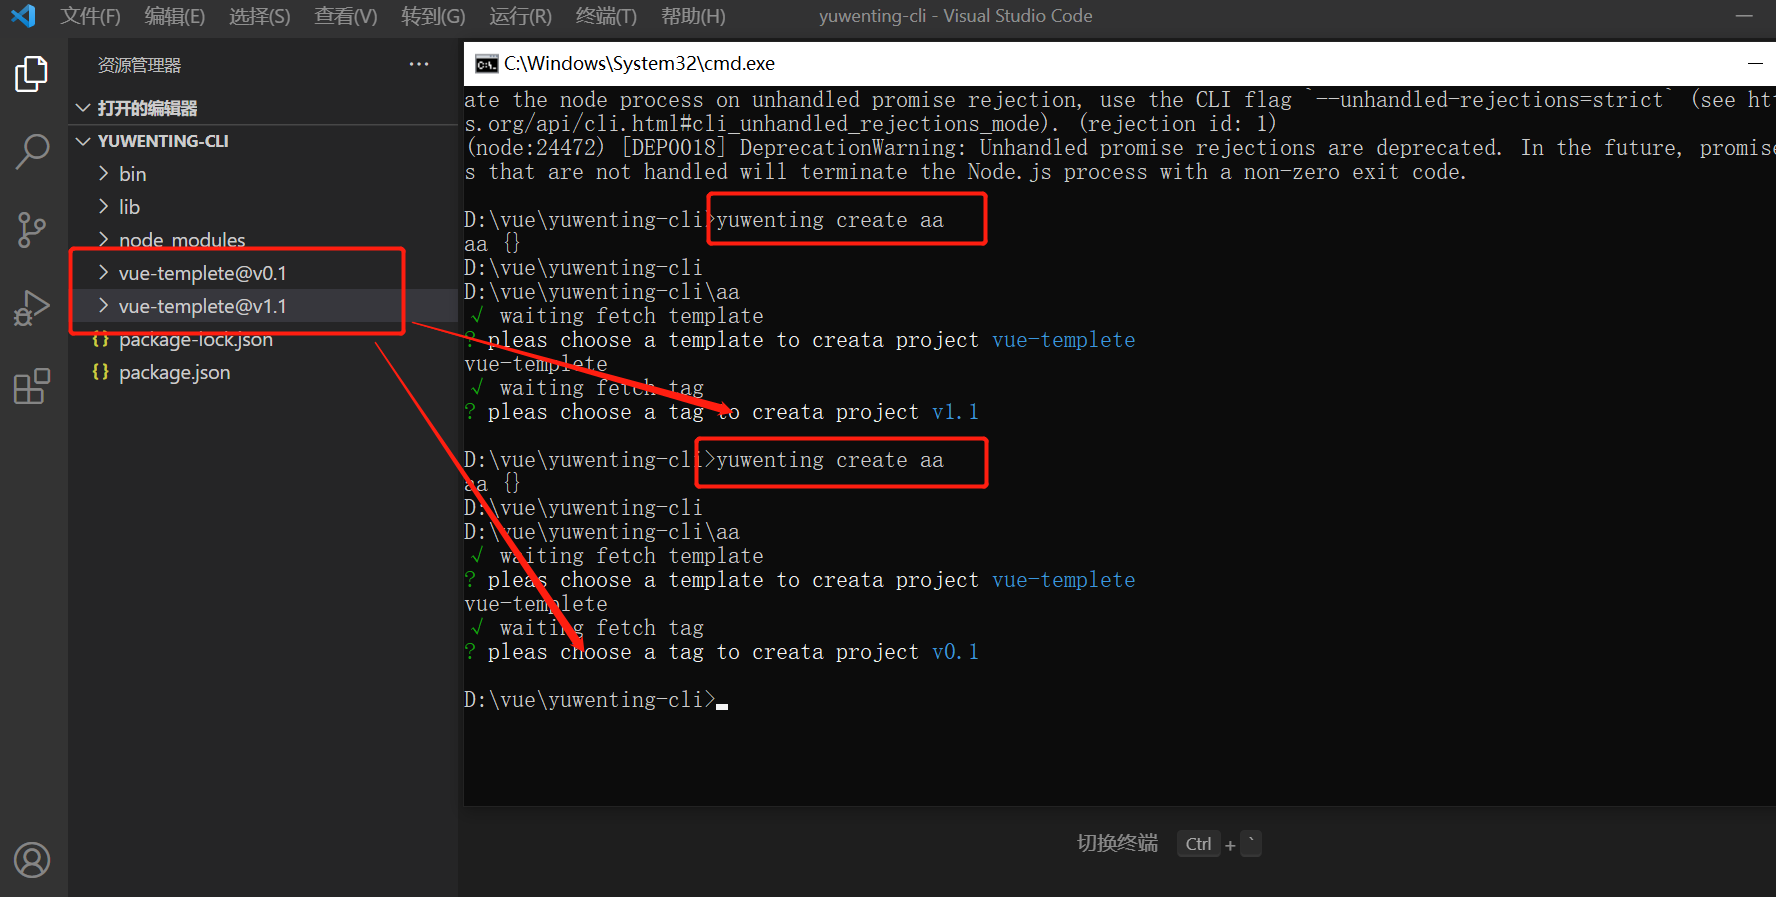 文件(F) 编辑(E) 选择(S) 查看(V) 转到(G) 运行(R) 终端(T) 帮助(H) yuwenting-cli - Visual Studio Code
资源管理器
打开的编辑器
YUWENTING-CLI
bin
lib
node_modules
vue-templete@v0.1
vue-templete@v1.1
package-lock.json
package.json
C:\Windows\System32\cmd.exe
ate the node process on unhandled promise rejection, use the CLI flag `--unhandled-rejections=strict` (see htt
s.org/api/cli.html#cli_unhandled_rejections_mode). (rejection id: 1)
(node:24472) [DEP0018] DeprecationWarning: Unhandled promise rejections are deprecated. In the future, promise
s that are not handled will terminate the Node.js process with a non-zero exit code.
D:\vue\yuwenting-cli>yuwenting create aa
aa {}
D:\vue\yuwenting-cli
D:\vue\yuwenting-cli\aa
√ waiting fetch template
? pleas choose a template to creata project vue-templete
vue-templete
√ waiting fetch tag
? pleas choose a tag to creata project v1.1
D:\vue\yuwenting-cli>yuwenting create aa
aa {}
D:\vue\yuwenting-cli
D:\vue\yuwenting-cli\aa
√ waiting fetch template
? pleas choose a template to creata project vue-templete
vue-templete
√ waiting fetch tag
? pleas choose a tag to creata project v0.1
D:\vue\yuwenting-cli>
切换终端 Ctrl + `